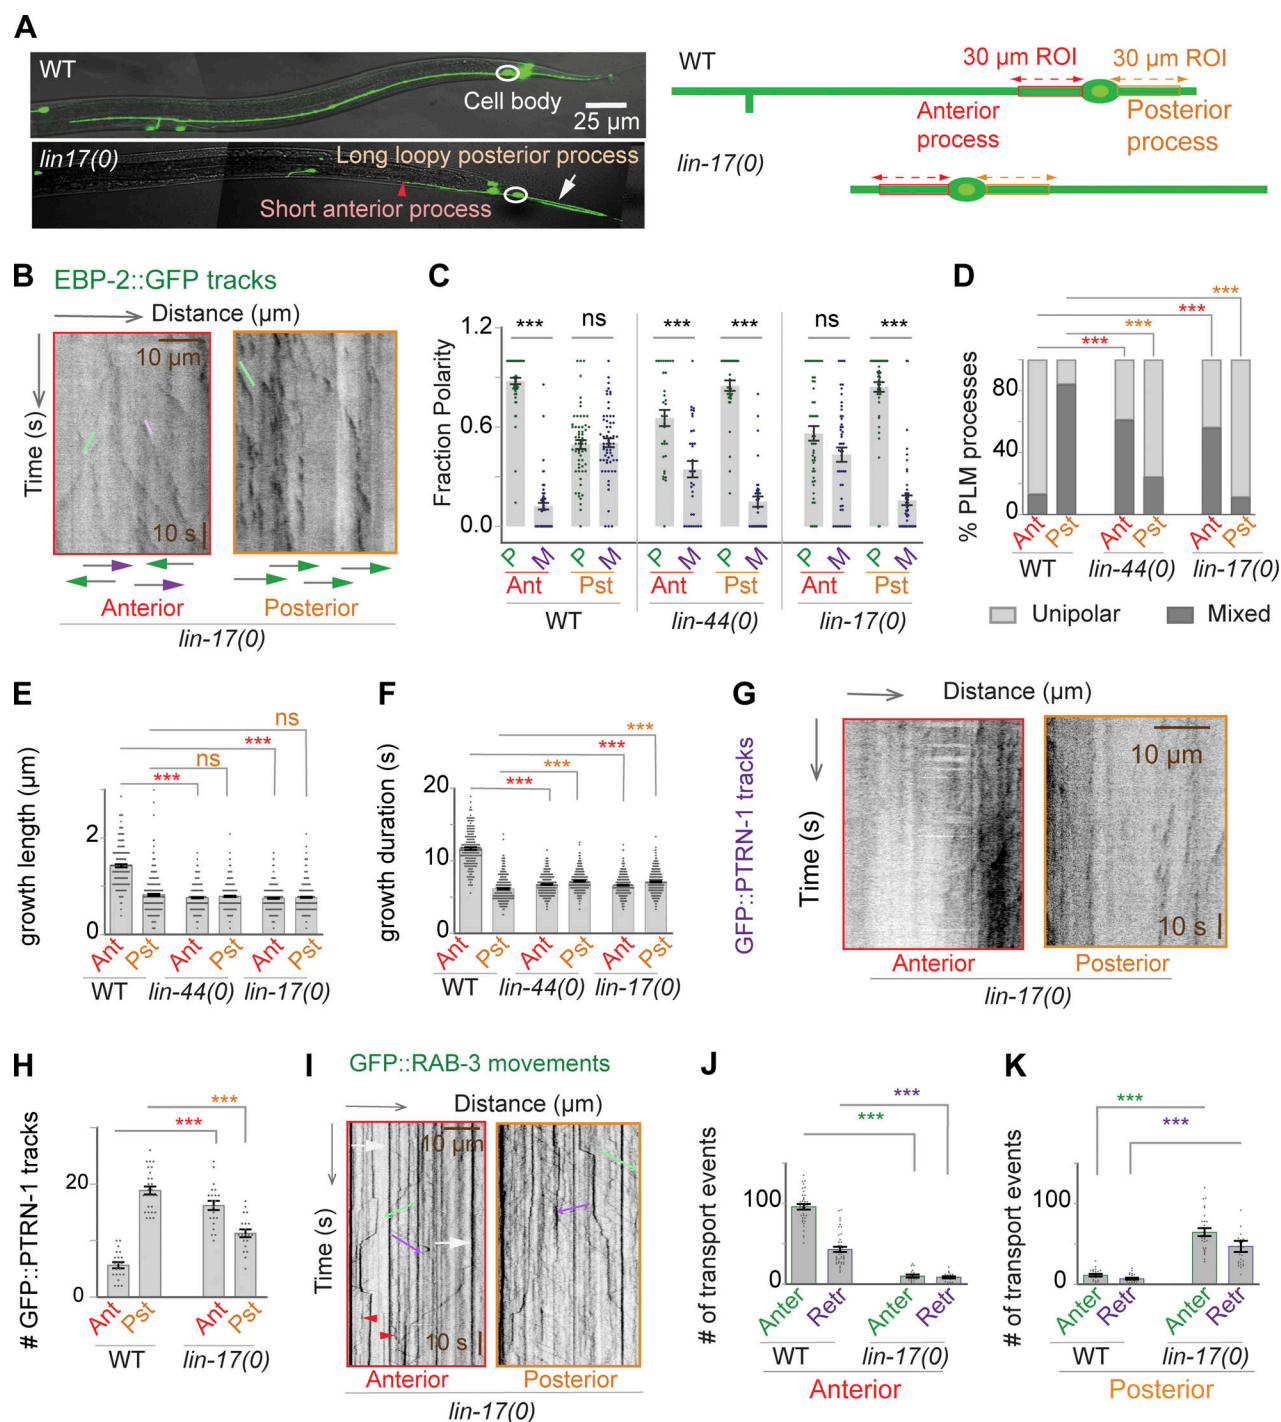 A
WT
Cell body
25 µm
lin17(0)
Long loopy posterior process
Short anterior process
WT
30 µm ROI
30 µm ROI
Anterior
process
Posterior
process
lin-17(0)
B
EBP-2::GFP tracks
Distance (µm)
Time (s)
10 µm
10 s
Anterior
Posterior
lin-17(0)
C
Fraction Polarity
1.2
0.6
0.0
***
ns
***
***
ns
***
P M P M P M P M P M P M
Ant Pst Ant Pst Ant Pst
WT lin-44(0) lin-17(0)
D
% PLM processes
80
40
0
***
***
***
***
Ant Pst Ant Pst Ant Pst
WT lin-44(0) lin-17(0)
Unipolar Mixed
E
growth length (µm)
2
0
ns
***
ns
***
Ant Pst Ant Pst Ant Pst
WT lin-44(0) lin-17(0)
F
growth duration (s)
20
10
0
***
***
***
***
Ant Pst Ant Pst Ant Pst
WT lin-44(0) lin-17(0)
G
Distance (µm)
GFP::PTRN-1 tracks
Time (s)
10 µm
10 s
Anterior Posterior
lin-17(0)
H
# GFP::PTRN-1 tracks
20
0
***
***
Ant Pst Ant Pst
WT lin-17(0)
I
GFP::RAB-3 movements
Distance (µm)
Time (s)
10 µm
10 s
Anterior Posterior
lin-17(0)
J
# of transport events
100
0
***
***
Anter Retr Anter Retr
WT lin-17(0)
Anterior
K
# of transport events
100
0
***
***
Anter Retr Anter Retr
WT lin-17(0)
Posterior